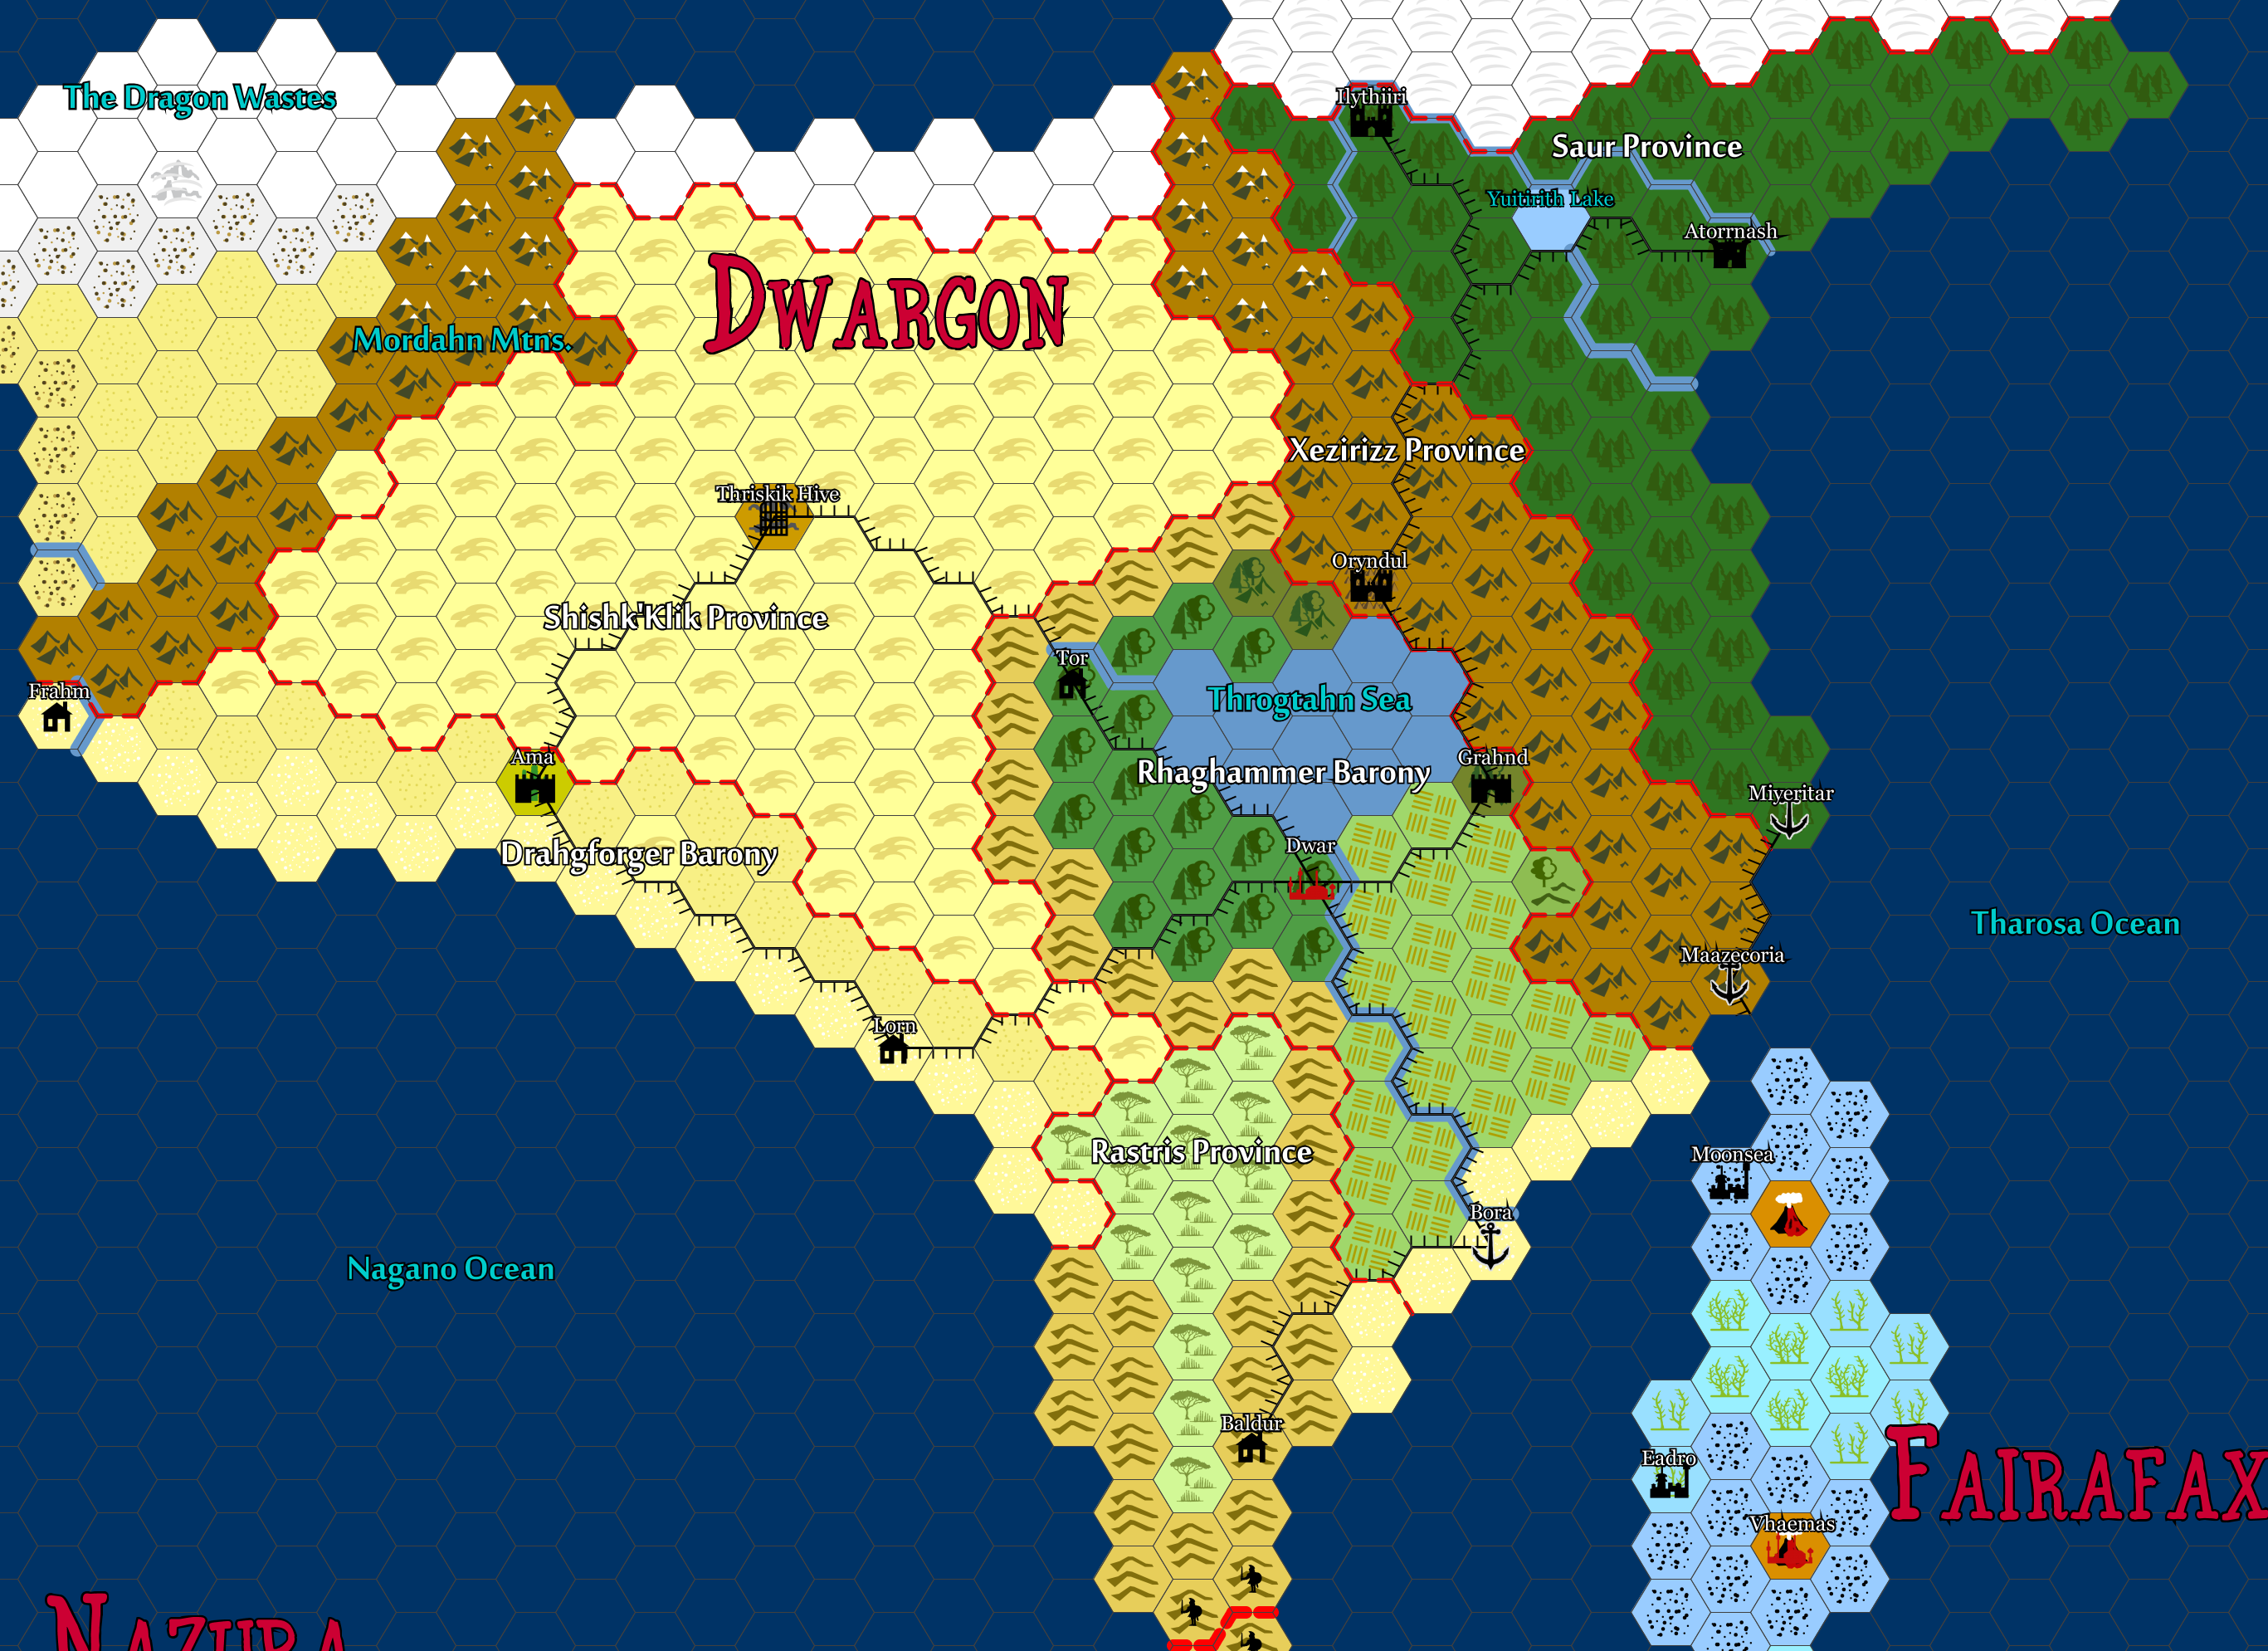 The Dragon Wastes
Ilythiiri
Saur Province
Yuitirith Lake
Atorrnash
Dwargon
Mordahn Mtns.
Xezirizz Province
Thriskik Hive
Oryndul
Shishk'Klik Province
Tor
Frahm
Throgtahn Sea
Ama
Rhaghammer Barony
Grahnd
Miyeritar
Drahgforger Barony
Dwar
Tharosa Ocean
Maazecoria
Lorn
Rastris Province
Moonsea
Bora
Nagano Ocean
Baldur
Eadro
Fairafax
Vhaemas
Nazura